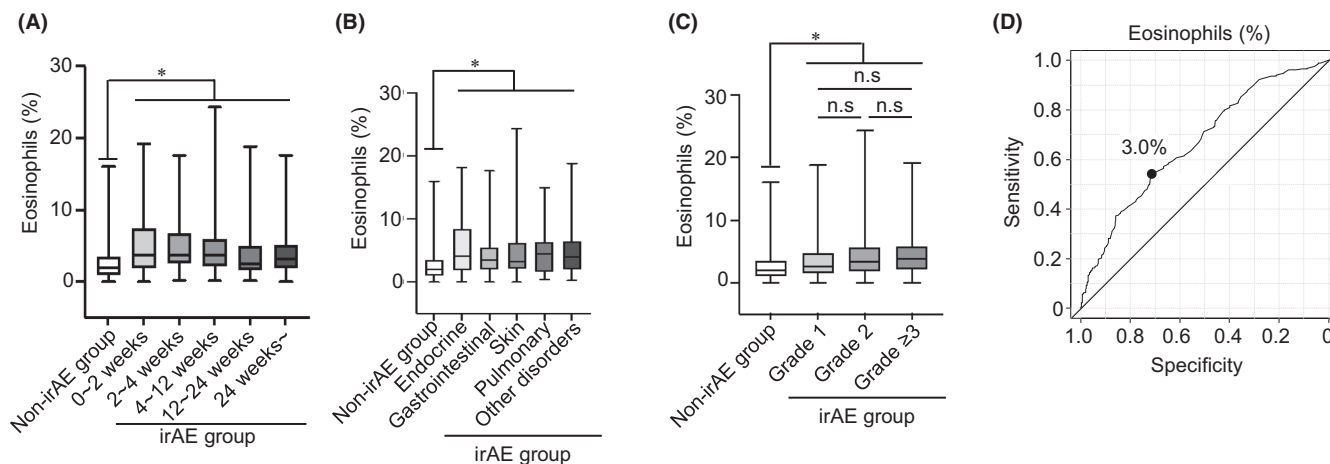 (A)
*
Eosinophils (%)
30
20
10
0
Non-irAE group
0~2 weeks
2~4 weeks
4~12 weeks
12~24 weeks
24 weeks~
irAE group
(B)
*
Eosinophils (%)
30
20
10
0
Non-irAE group
Endocrine
Gastrointestinal
Skin
Pulmonary
Other disorders
irAE group
(C)
*
n.s
n.s
n.s
Eosinophils (%)
30
20
10
0
Non-irAE group
Grade 1
Grade 2
Grade ≥3
irAE group
(D)
Eosinophils (%)
Sensitivity
1.0
0.8
0.6
0.4
0.2
0
3.0%
1.0
0.8
0.6
0.4
0.2
0
Specificity